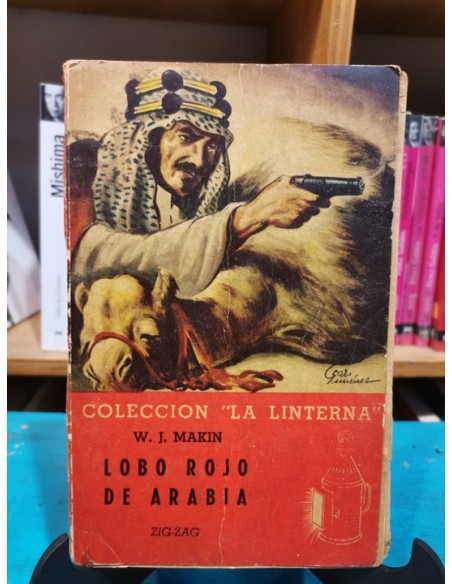 Mishima
COLECCION "LA LINTERNA"
W. J. MAKIN
LOBO ROJO
DE ARABIA
ZIG-ZAG